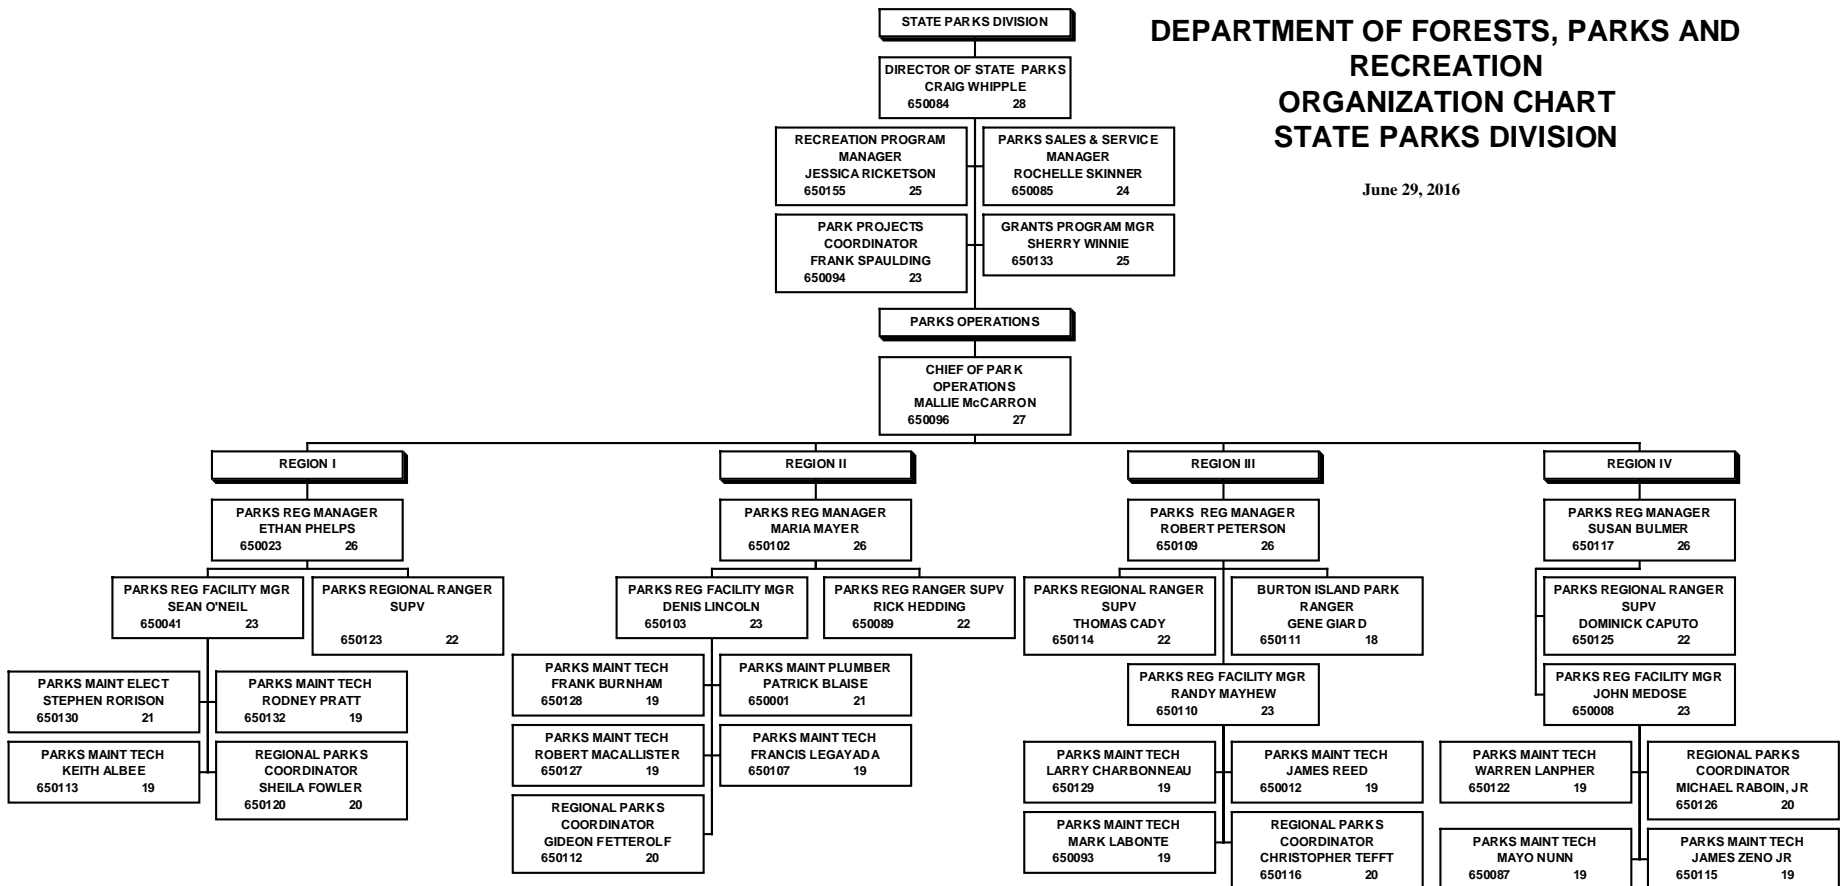 STATE PARKS DIVISION
DEPARTMENT OF FORESTS, PARKS AND
RECREATION
ORGANIZATION CHART
STATE PARKS DIVISION
June 29, 2016
DIRECTOR OF STATE PARKS
CRAIG WHIPPLE
650084 28
RECREATION PROGRAM
MANAGER
JESSICA RICKETSON
650155 25
PARKS SALES & SERVICE
MANAGER
ROCHELLE SKINNER
650085 24
PARK PROJECTS
COORDINATOR
FRANK SPAULDING
650094 23
GRANTS PROGRAM MGR
SHERRY WINNIE
650133 25
PARKS OPERATIONS
CHIEF OF PARK
OPERATIONS
MALLIE McCARRON
650096 27
REGION I
PARKS REG MANAGER
ETHAN PHELPS
650023 26
PARKS REG FACILITY MGR
SEAN O'NEIL
650041 23
PARKS REGIONAL RANGER
SUPV
650123 22
PARKS MAINT ELECT
STEPHEN RORISON
650130 21
PARKS MAINT TECH
RODNEY PRATT
650132 19
PARKS MAINT TECH
KEITH ALBEE
650113 19
REGIONAL PARKS
COORDINATOR
SHEILA FOWLER
650120 20
REGION II
PARKS REG MANAGER
MARIA MAYER
650102 26
PARKS REG FACILITY MGR
DENIS LINCOLN
650103 23
PARKS REG RANGER SUPV
RICK HEDDING
650089 22
PARKS MAINT TECH
FRANK BURNHAM
650128 19
PARKS MAINT PLUMBER
PATRICK BLAISE
650001 21
PARKS MAINT TECH
ROBERT MACALLISTER
650127 19
PARKS MAINT TECH
FRANCIS LEGAYADA
650107 19
REGIONAL PARKS
COORDINATOR
GIDEON FETTEROLF
650112 20
REGION III
PARKS REG MANAGER
ROBERT PETERSON
650109 26
PARKS REGIONAL RANGER
SUPV
THOMAS CADY
650114 22
BURTON ISLAND PARK
RANGER
GENE GIARD
650111 18
PARKS REG FACILITY MGR
RANDY MAYHEW
650110 23
PARKS MAINT TECH
LARRY CHARBONNEAU
650129 19
PARKS MAINT TECH
JAMES REED
650012 19
PARKS MAINT TECH
MARK LABONTE
650093 19
REGIONAL PARKS
COORDINATOR
CHRISTOPHER TEFFT
650116 20
REGION IV
PARKS REG MANAGER
SUSAN BULMER
650117 26
PARKS REGIONAL RANGER
SUPV
DOMINICK CAPUTO
650125 22
PARKS REG FACILITY MGR
JOHN MEDOSE
650008 23
PARKS MAINT TECH
WARREN LANPHER
650122 19
REGIONAL PARKS
COORDINATOR
MICHAEL RABOIN, JR
650126 20
PARKS MAINT TECH
MAYO NUNN
650087 19
PARKS MAINT TECH
JAMES ZENO JR
650115 19